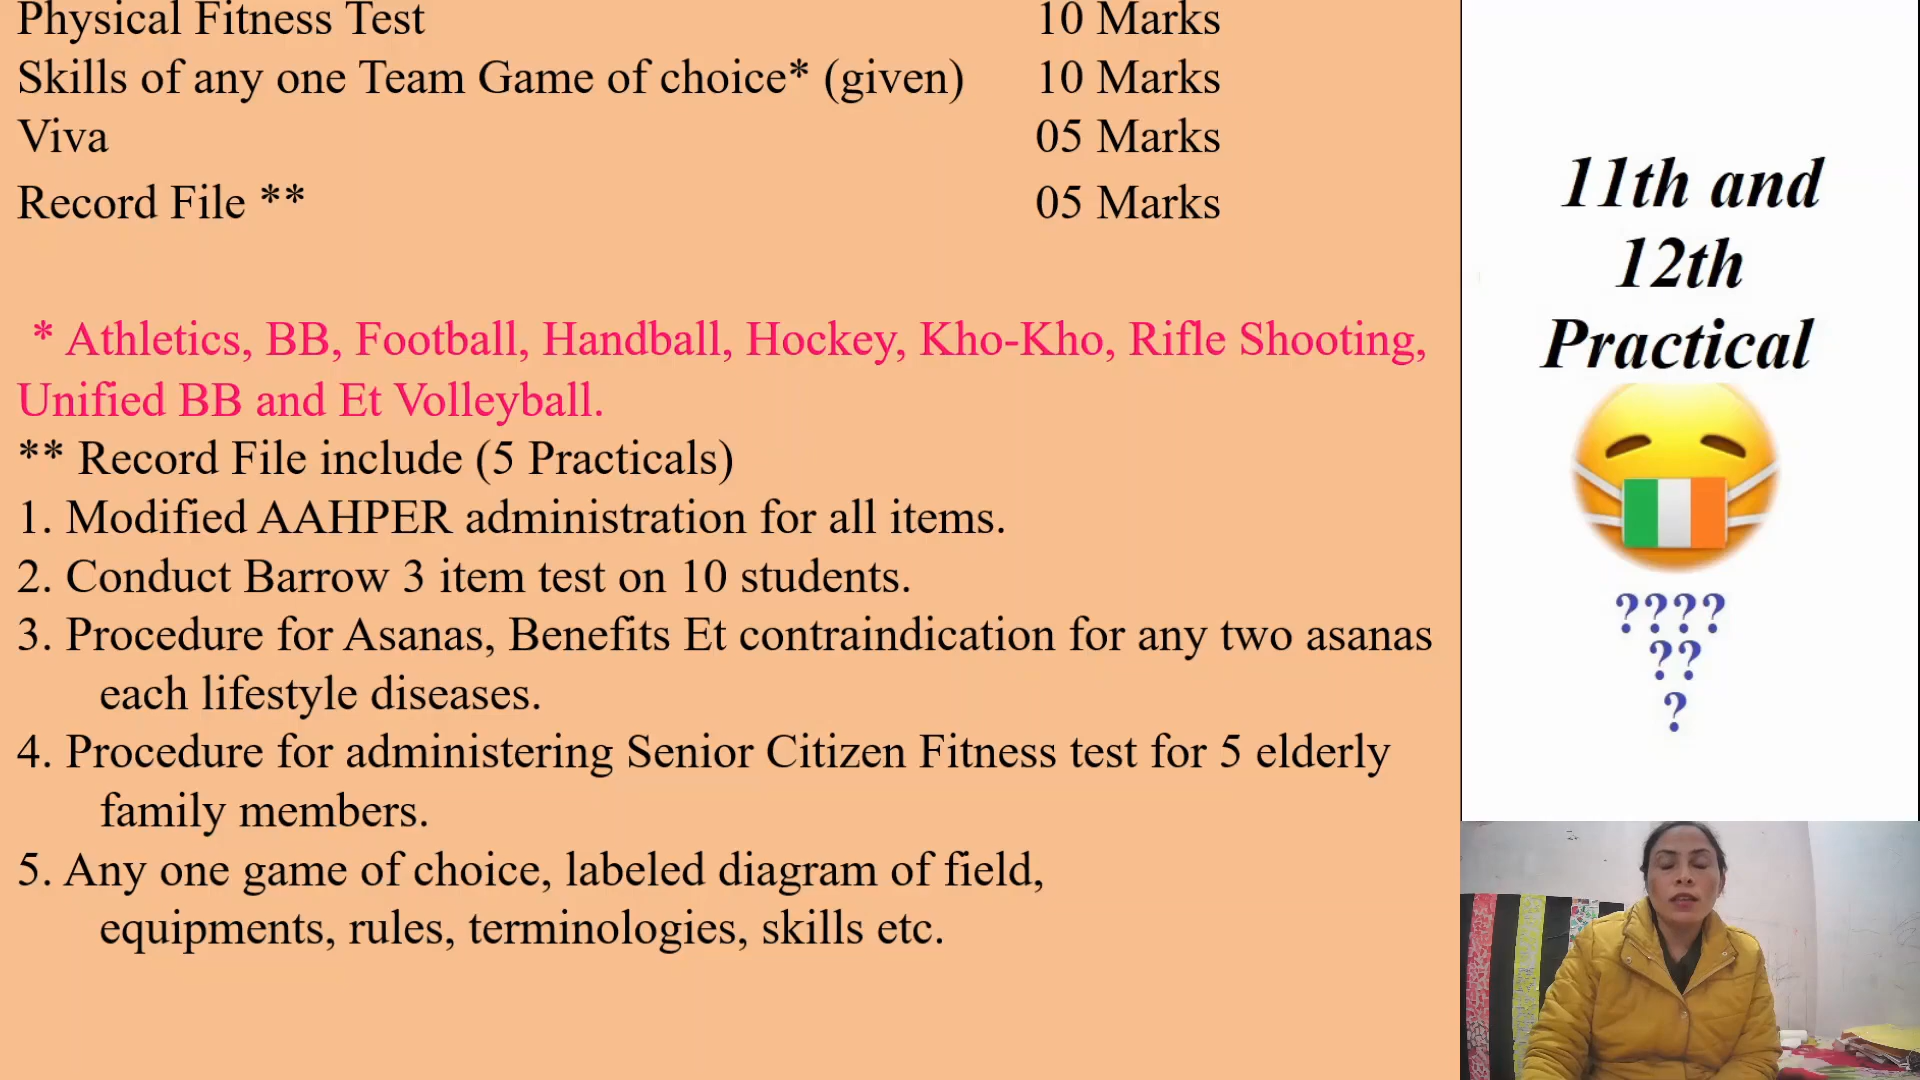 Physical Fitness Test 10 Marks
Skills of any one Team Game of choice* (given) 10 Marks
Viva 05 Marks
Record File ** 05 Marks
* Athletics, BB, Football, Handball, Hockey, Kho-Kho, Rifle Shooting,
Unified BB and Et Volleyball.
** Record File include (5 Practicals)
1. Modified AAHPER administration for all items.
2. Conduct Barrow 3 item test on 10 students.
3. Procedure for Asanas, Benefits Et contraindication for any two asanas
each lifestyle diseases.
4. Procedure for administering Senior Citizen Fitness test for 5 elderly
family members.
5. Any one game of choice, labeled diagram of field,
equipments, rules, terminologies, skills etc.
11th and
12th
Practical
????
??
?